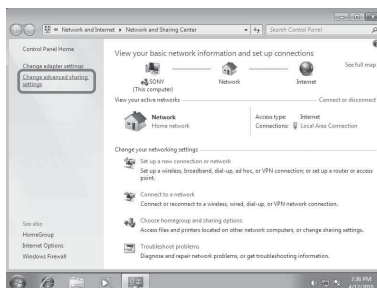 « Network and Internet ▸ Network and Sharing Center
Search Control Panel
Control Panel Home
Change adapter settings
Change advanced sharing
settings
See also
HomeGroup
Internet Options
Windows Firewall
View your basic network information and set up connections
See full map
SONY
(This computer)
Network
Internet
View your active networks
Connect or disconnect
Network
Home network
Access type: Internet
Connections: Local Area Connection
Change your networking settings
Set up a new connection or network
Set up a wireless, broadband, dial-up, ad hoc, or VPN connection; or set up a router or access
point.
Connect to a network
Connect or reconnect to a wireless, wired, dial-up, or VPN network connection.
Choose homegroup and sharing options
Access files and printers located on other network computers, or change sharing settings.
Troubleshoot problems
Diagnose and repair network problems, or get troubleshooting information.
7:36 PM